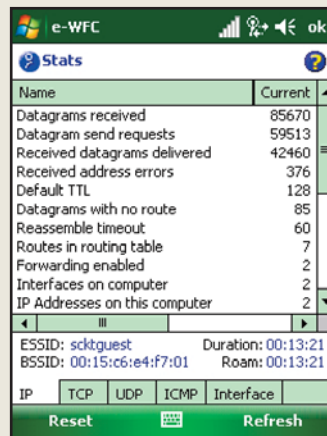 e-WFC ok
Stats
Name Current
Datagrams received 85670
Datagram send requests 59513
Received datagrams delivered 42460
Received address errors 376
Default TTL 128
Datagrams with no route 85
Reassemble timeout 60
Routes in routing table 7
Forwarding enabled 2
Interfaces on computer 2
IP Addresses on this computer 2
ESSID: scktguest Duration: 00:13:21
BSSID: 00:15:c6:e4:f7:01 Roam: 00:13:21
IP TCP UDP ICMP Interface
Reset Refresh